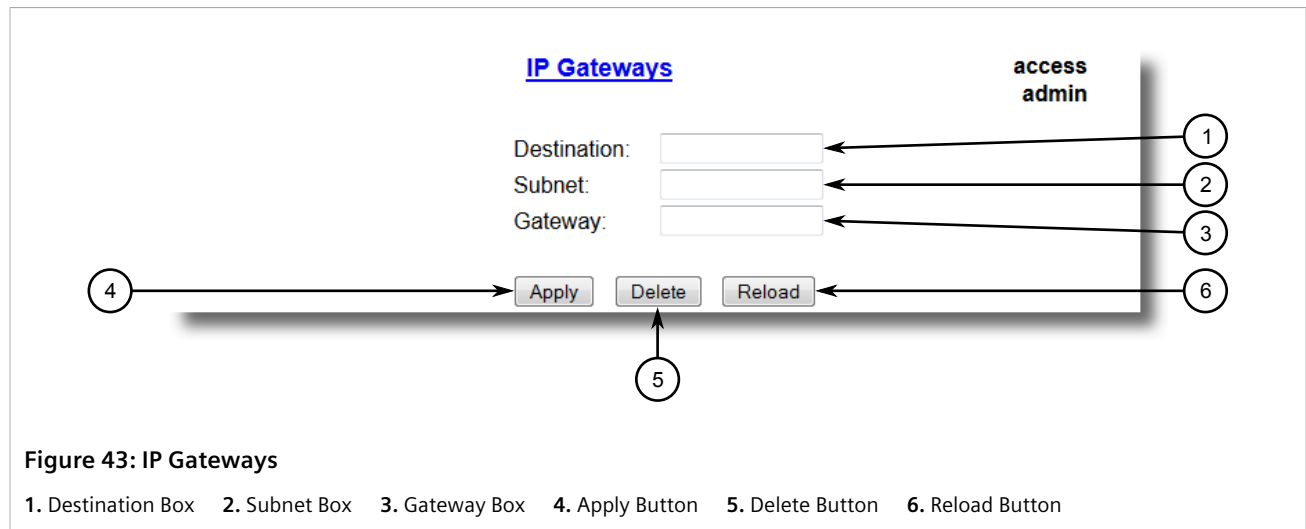 IP Gateways
access
admin
Destination:
1
Subnet:
2
Gateway:
3
4
Apply
Delete
Reload
6
5
Figure 43: IP Gateways
1. Destination Box 2. Subnet Box 3. Gateway Box 4. Apply Button 5. Delete Button 6. Reload Button